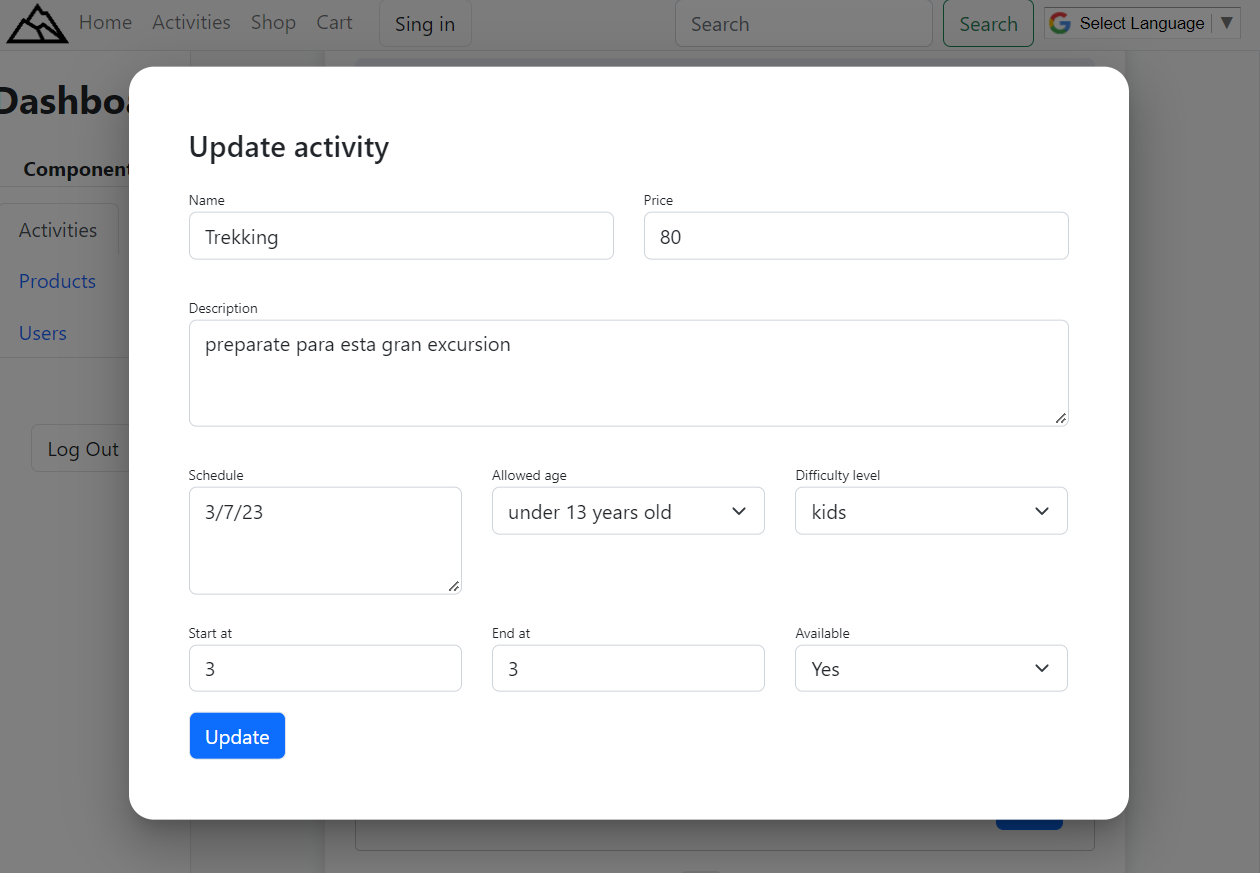 Home Activities Shop Cart Sing in Search Search Select Language ▼
Dashboa
Component
Activities
Products
Users
Log Out
Update activity
Name Price
Trekking 80
Description
preparate para esta gran excursion
Schedule Allowed age Difficulty level
3/7/23 under 13 years old kids
Start at End at Available
3 3 Yes
Update